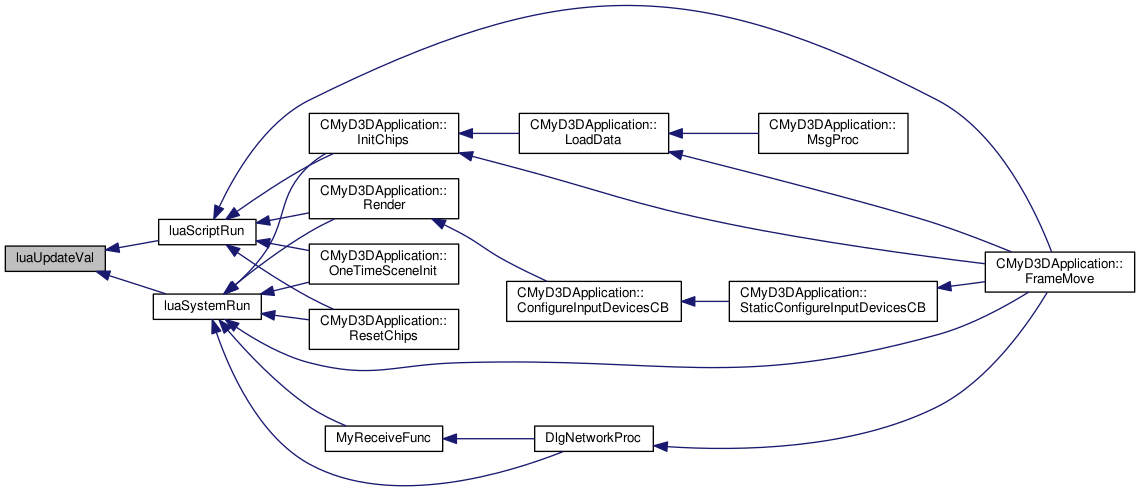 luaUpdateVal
luaScriptRun
luaSystemRun
CMyD3DApplication::
InitChips
CMyD3DApplication::
Render
CMyD3DApplication::
OneTimeSceneInit
CMyD3DApplication::
ResetChips
MyReceiveFunc
CMyD3DApplication::
LoadData
CMyD3DApplication::
ConfigureInputDevicesCB
DlgNetworkProc
CMyD3DApplication::
MsgProc
CMyD3DApplication::
StaticConfigureInputDevicesCB
CMyD3DApplication::
FrameMove